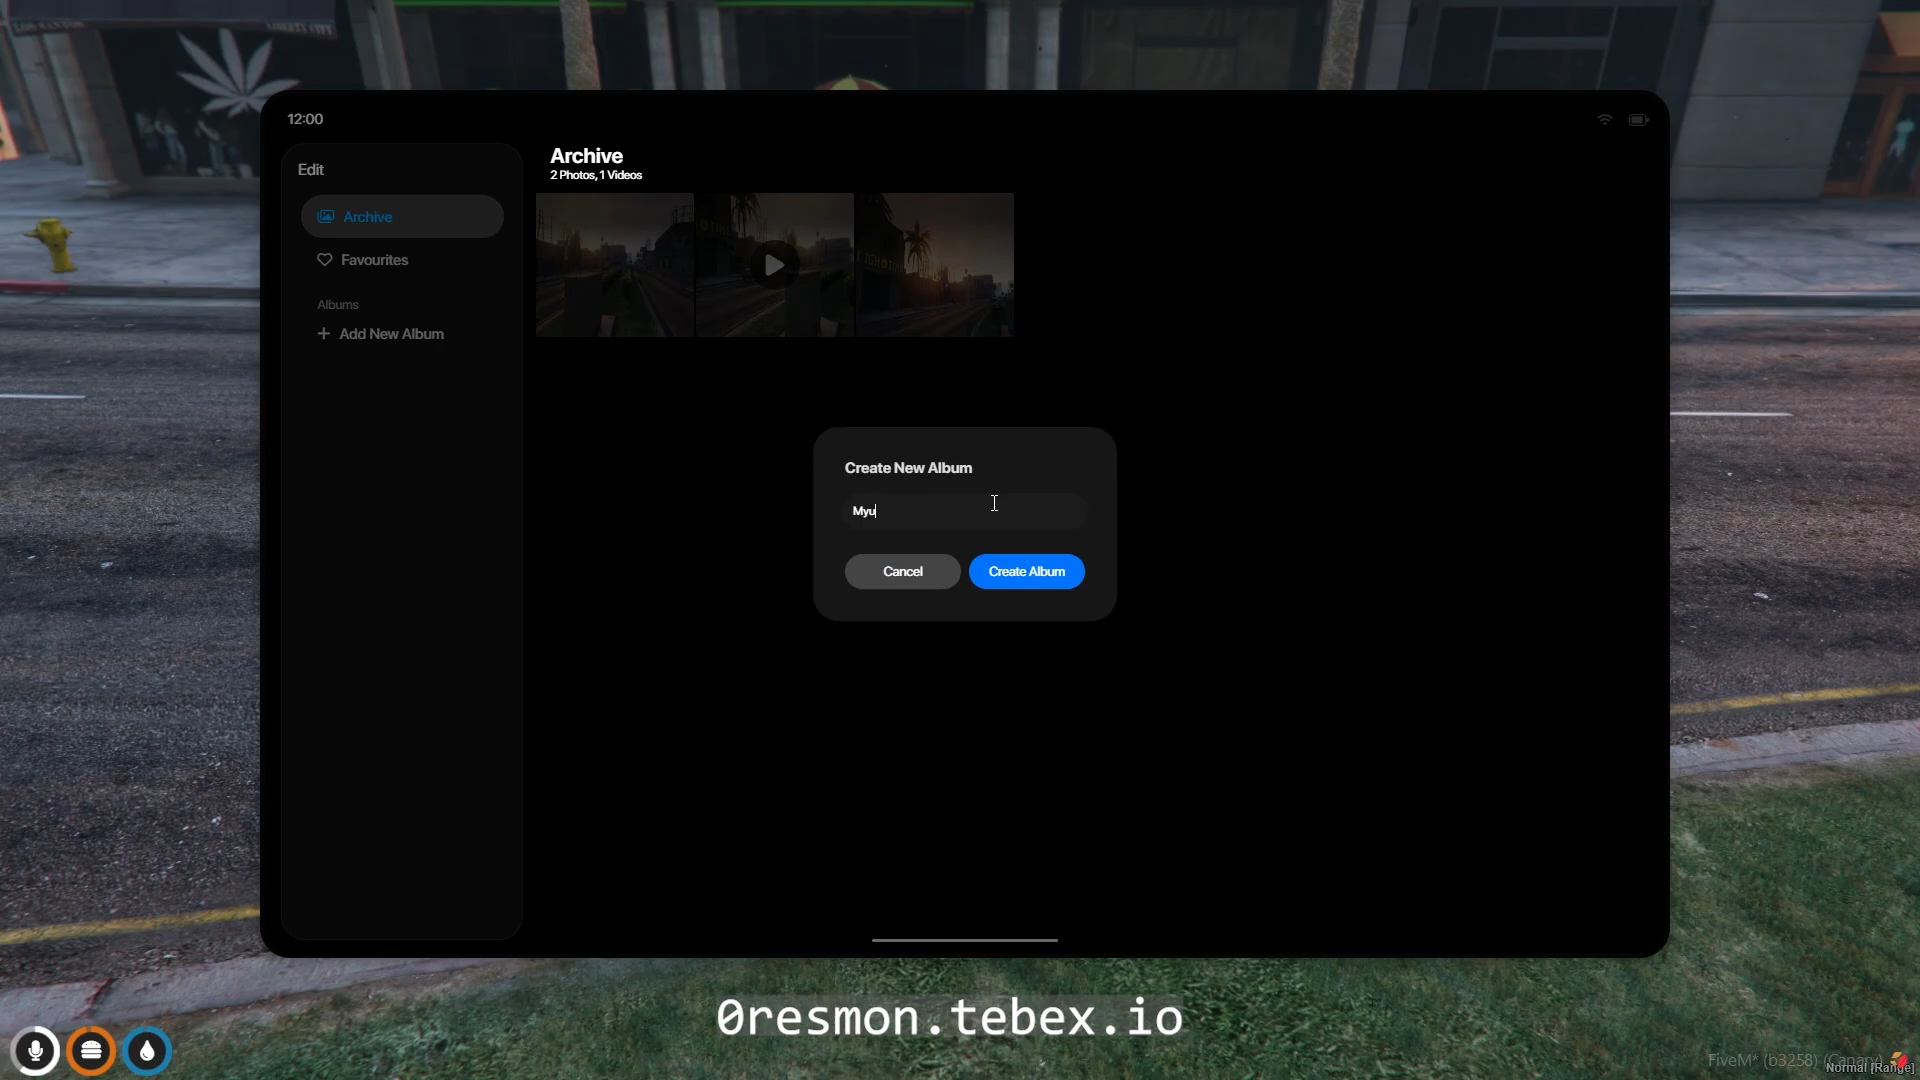 12:00
Edit
Archive
Favourites
Albums
Add New Album
Archive
2 Photos, 1 Videos
Create New Album
Myu
Cancel
Create Album
0resmon.tebex.io
FiveM* (b3258) (Canary)
Normal [Range]